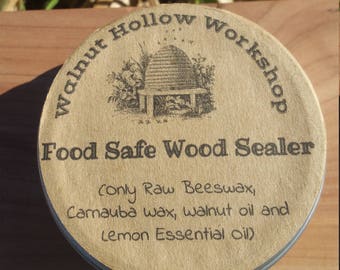 Walnut Hollow Workshop
Food Safe Wood Sealer
(Only Raw Beeswax,
Carnauba wax, walnut oil and
Lemon Essential Oil)